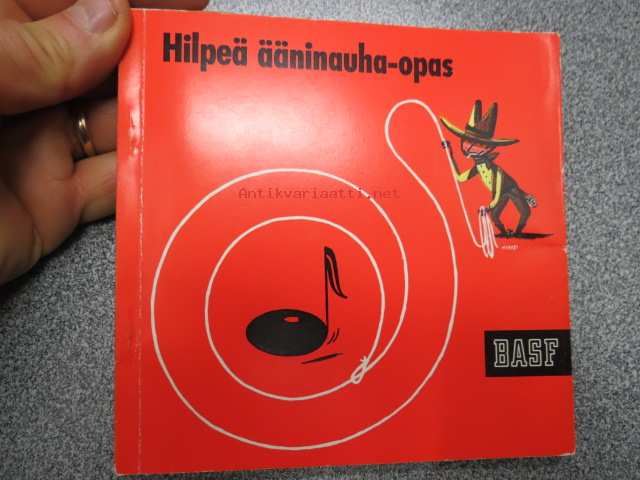 Hilpeä ääninauha-opas
Antikvariaatti.net
BASF